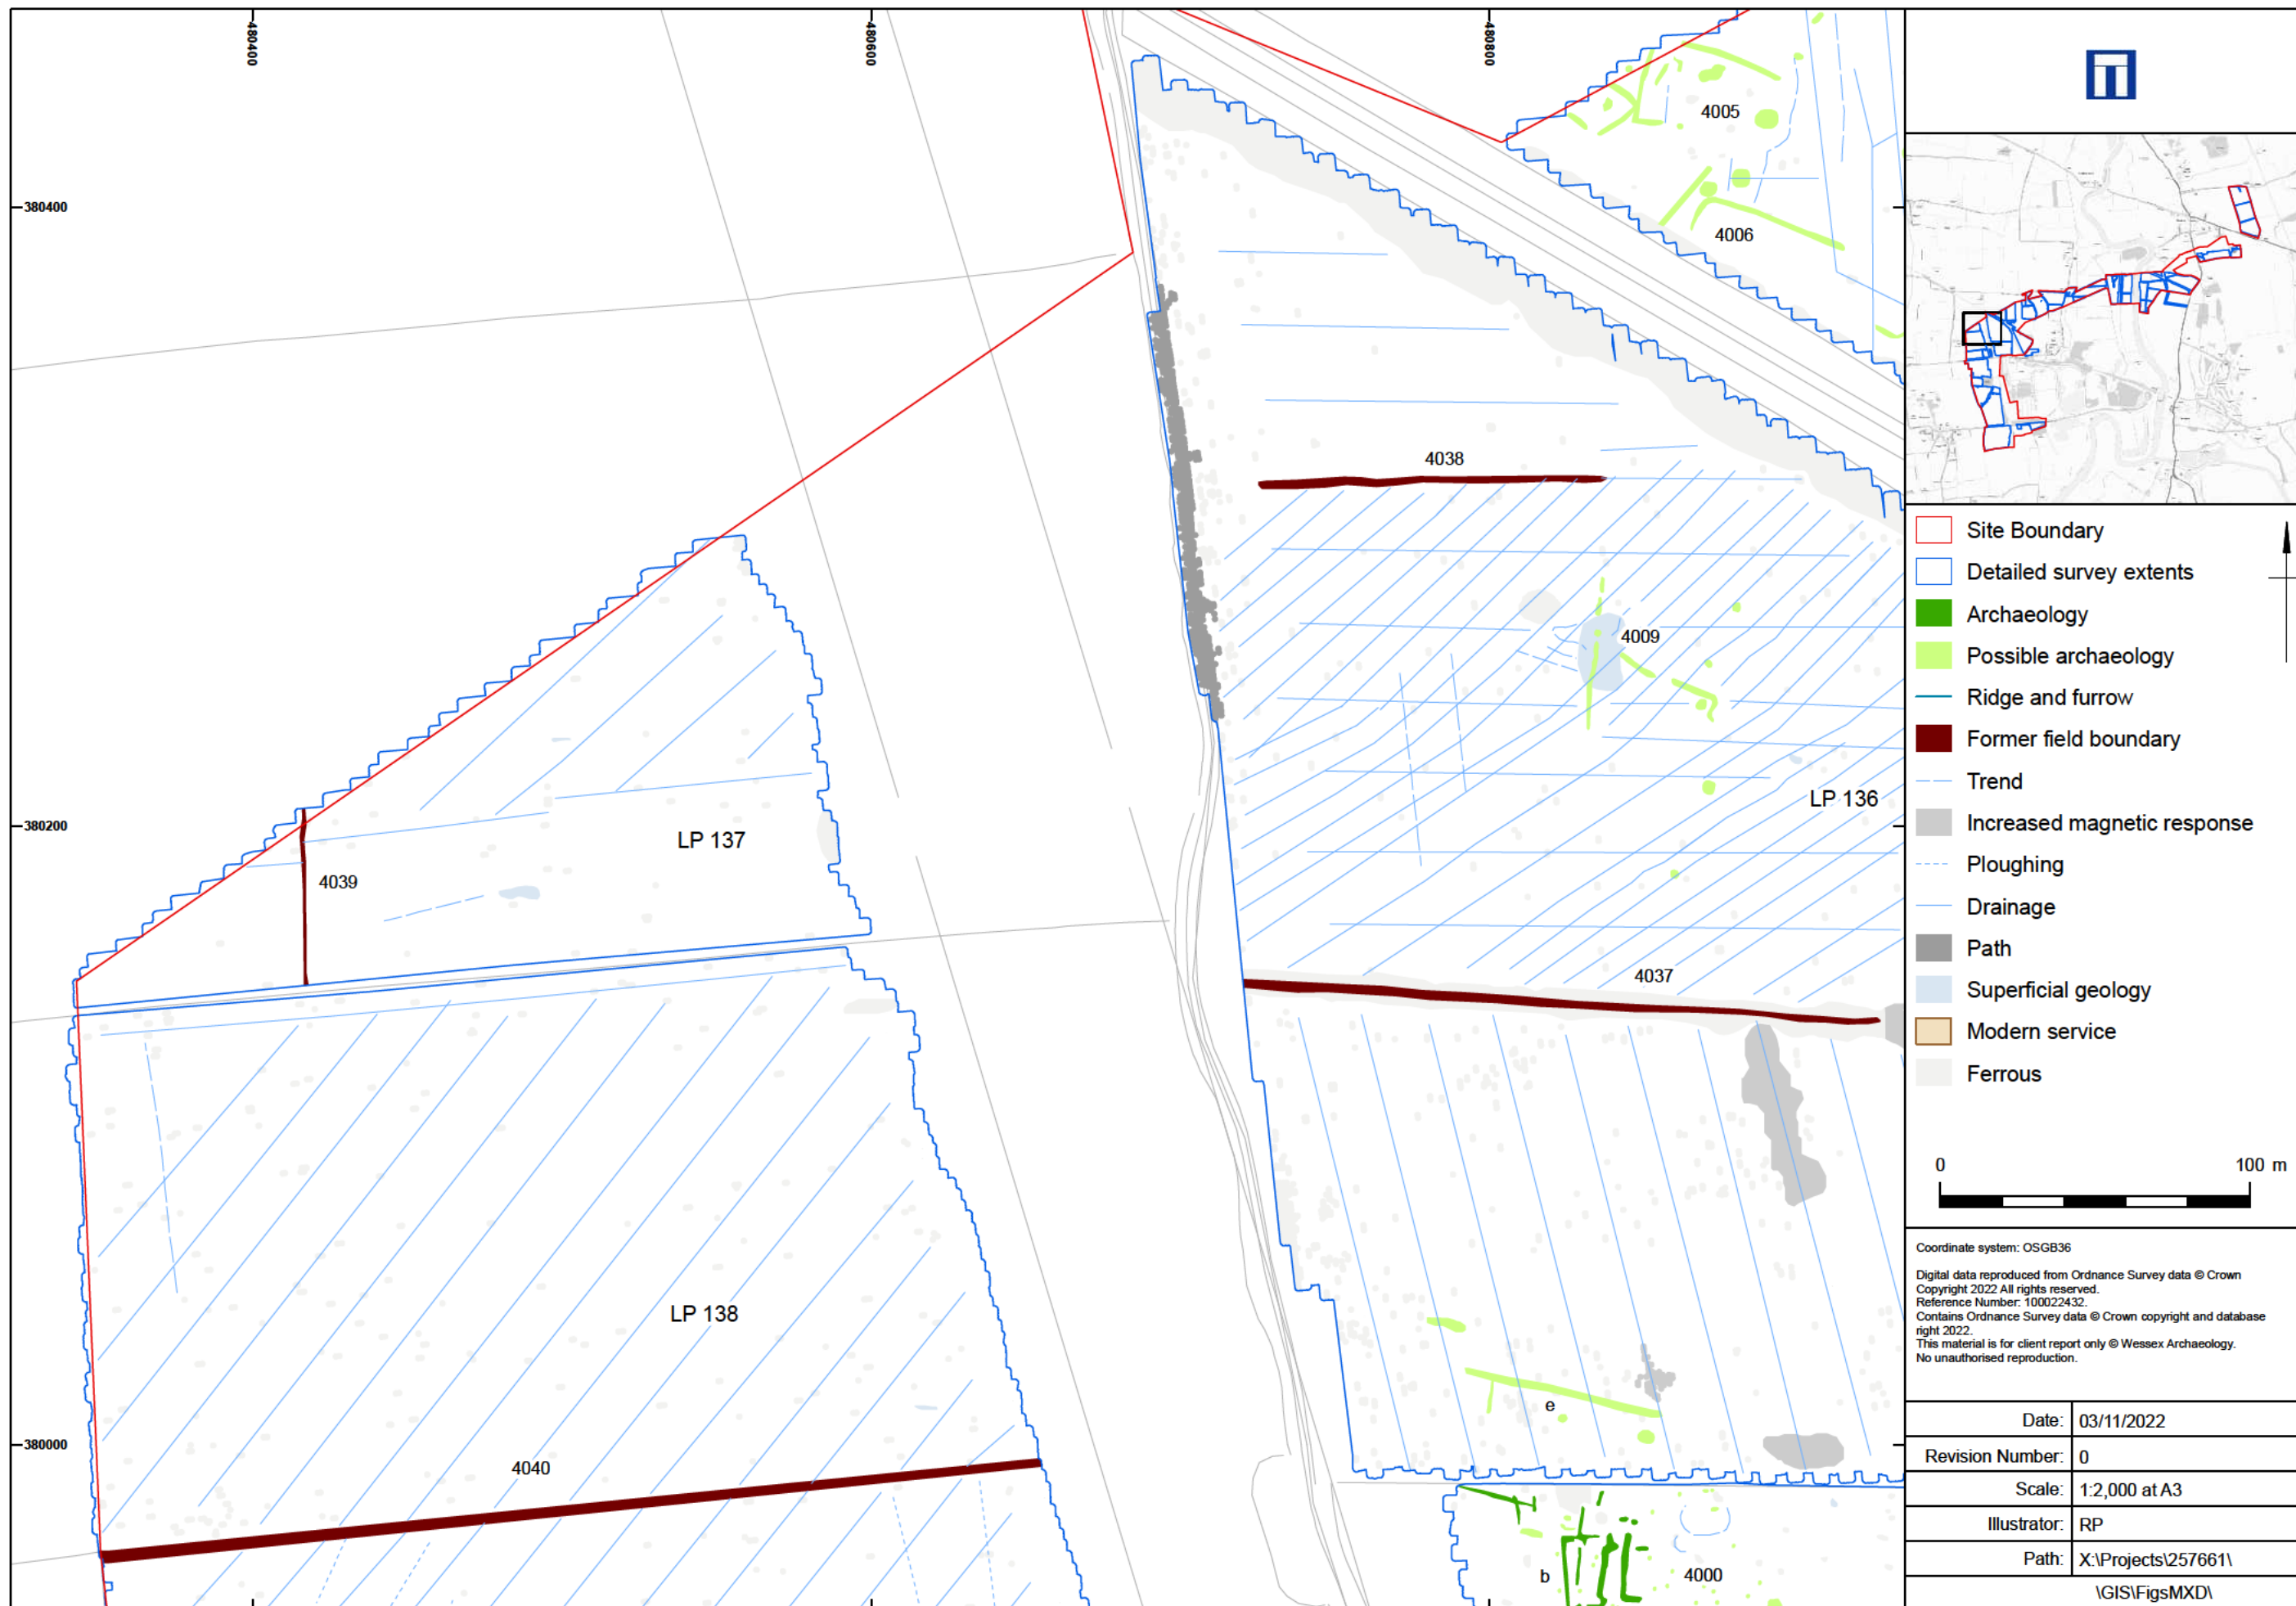 480400
480600
480800
380400
380200
380000
4005
4006
4038
4009
LP 136
LP 137
4039
4037
LP 138
4040
e
b
4000
Site Boundary
Detailed survey extents
Archaeology
Possible archaeology
Ridge and furrow
Former field boundary
Trend
Increased magnetic response
Ploughing
Drainage
Path
Superficial geology
Modern service
Ferrous
0 100 m
Coordinate system: OSGB36
Digital data reproduced from Ordnance Survey data © Crown
Copyright 2022 All rights reserved.
Reference Number: 100022432.
Contains Ordnance Survey data © Crown copyright and database
right 2022.
This material is for client report only © Wessex Archaeology.
No unauthorised reproduction.
Date: 03/11/2022
Revision Number: 0
Scale: 1:2,000 at A3
Illustrator: RP
Path: X:\Projects\257661\
\GIS\FigsMXD\